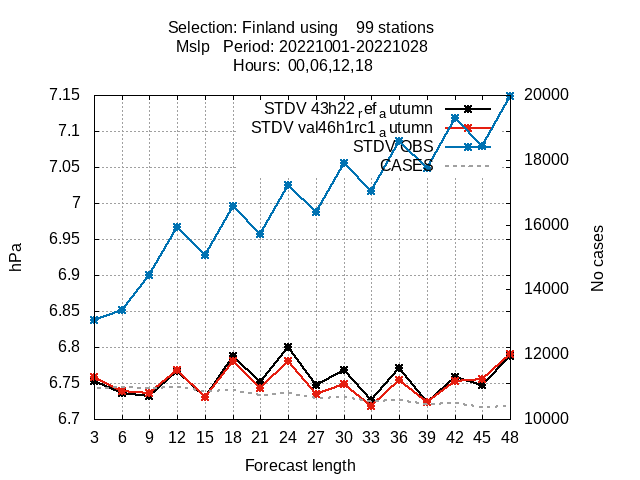 Selection: Finland using    99 stations
Mslp   Period: 20221001-20221028
Hours:  00,06,12,18
7.15
7.1
7.05
7
6.95
6.9
6.85
6.8
6.75
6.7
hPa
STDV 43h22_ref_autumn
STDV val46h1rc1_autumn
STDV OBS
CASES
20000
18000
16000
14000
12000
10000
No cases
3 6 9 12 15 18 21 24 27 30 33 36 39 42 45 48
Forecast length